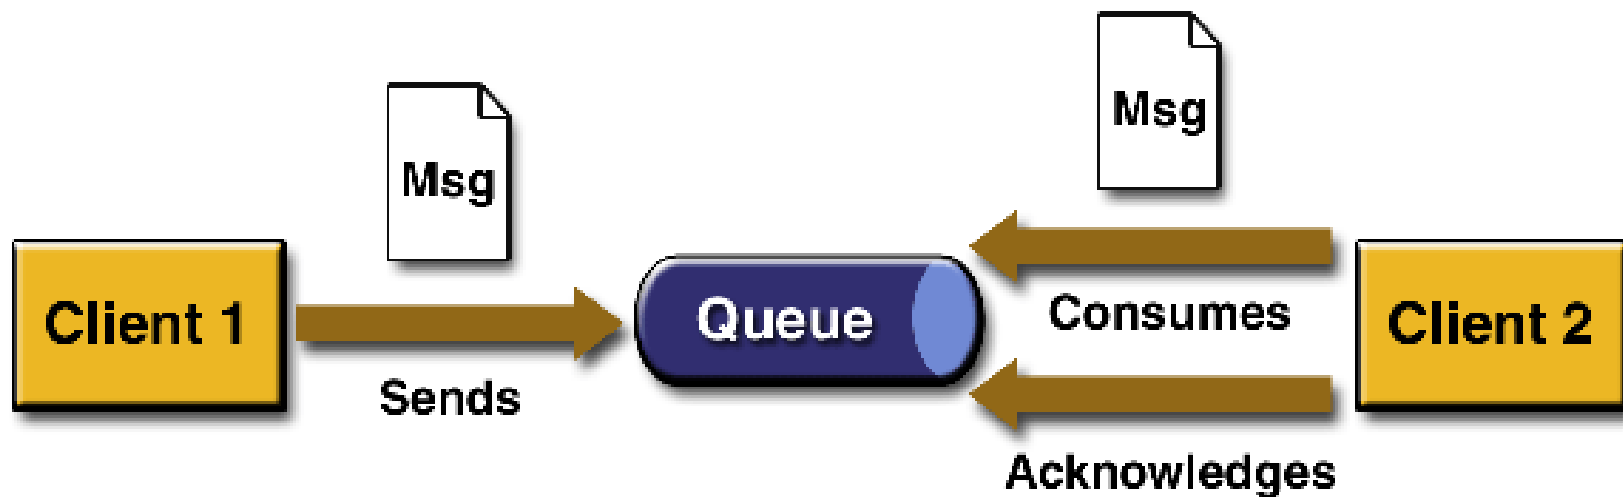 Msg
Msg
Client 1
Queue
Consumes
Client 2
Sends
Acknowledges